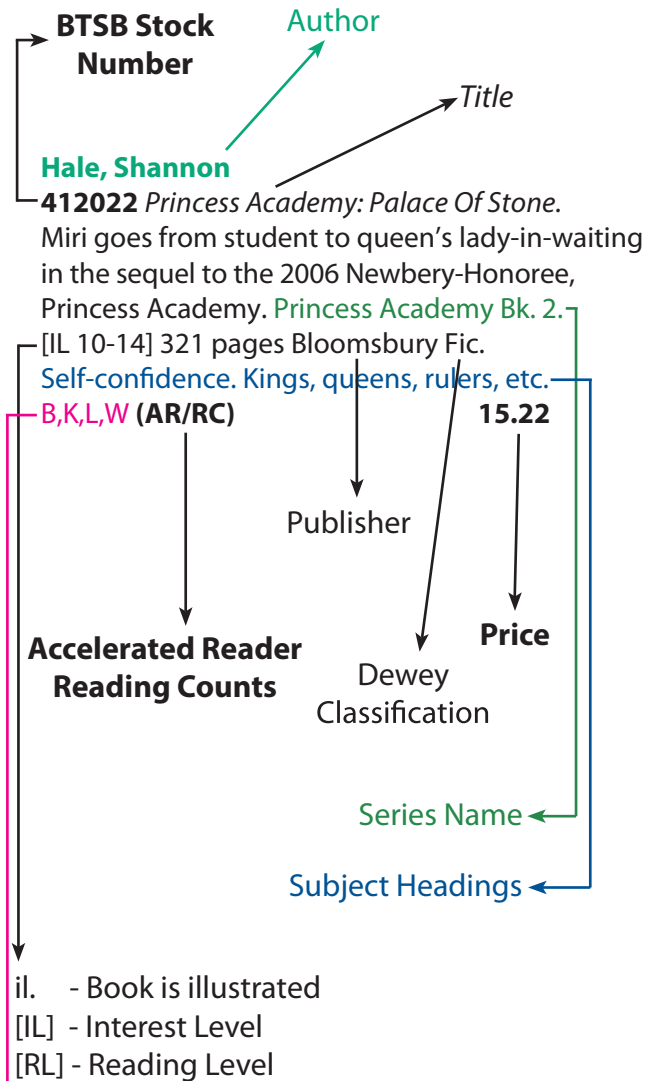 BTSB Stock
Number
Author
Title
Hale, Shannon
412022 Princess Academy: Palace Of Stone.
Miri goes from student to queen’s lady-in-waiting
in the sequel to the 2006 Newbery-Honoree,
Princess Academy. Princess Academy Bk. 2.
[IL 10-14] 321 pages Bloomsbury Fic.
Self-confidence. Kings, queens, rulers, etc.
B,K,L,W (AR/RC) 15.22
Publisher
Accelerated Reader
Reading Counts
Price
Dewey
Classification
Series Name
Subject Headings
il. - Book is illustrated
[IL] - Interest Level
[RL] - Reading Level